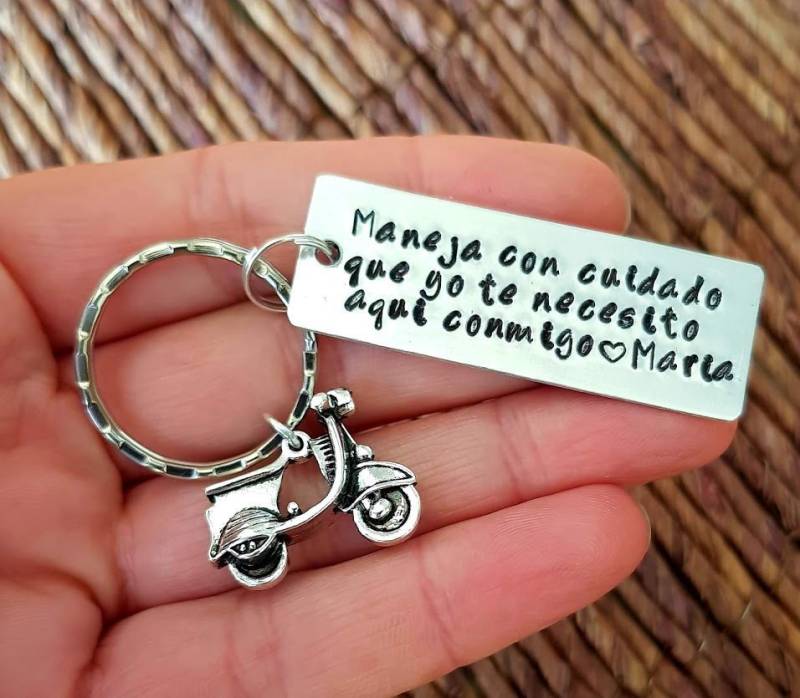 Maneja con cuidado
que yo te necesito
aqui conmigo♡Maria